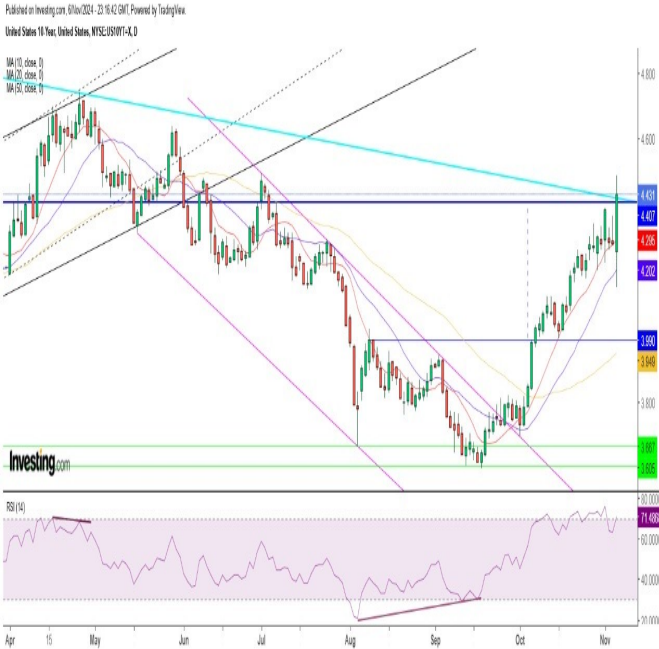 Published on Investing.com, 6/Nov/2024 - 23:16:42 GMT, Powered by TradingView.
United States 10-Year, United States, NYSE:US10YT=X, D
MA (10, close, 0)
MA (20, close, 0)
MA (50, close, 0)
4.800
4.600
4.431
4.407
4.295
4.202
3.990
3.949
3.800
3.667
3.605
Investing.com
RSI (14)
80.0000
71.486
60.0000
40.0000
20.0000
Apr 15 May Jun Jul Aug Sep Oct Nov